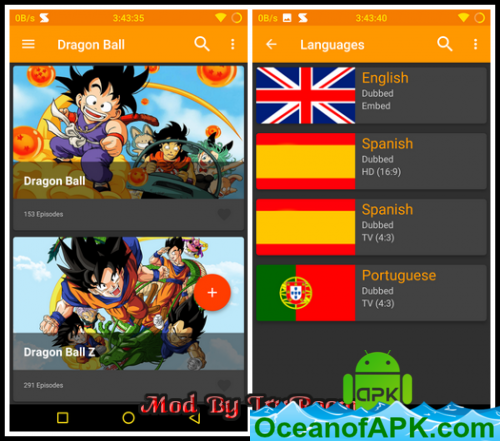 0B/s
3:43:35
Dragon Ball
Dragon Ball
153 Episodes
Dragon Ball Z
291 Episodes
0B/s
3:43:40
Languages
English
Dubbed
Embed
Spanish
Dubbed
HD (16:9)
Spanish
Dubbed
TV (4:3)
Portuguese
Dubbed
TV (4:3)
APK
Mod By
OceanofAPK.com